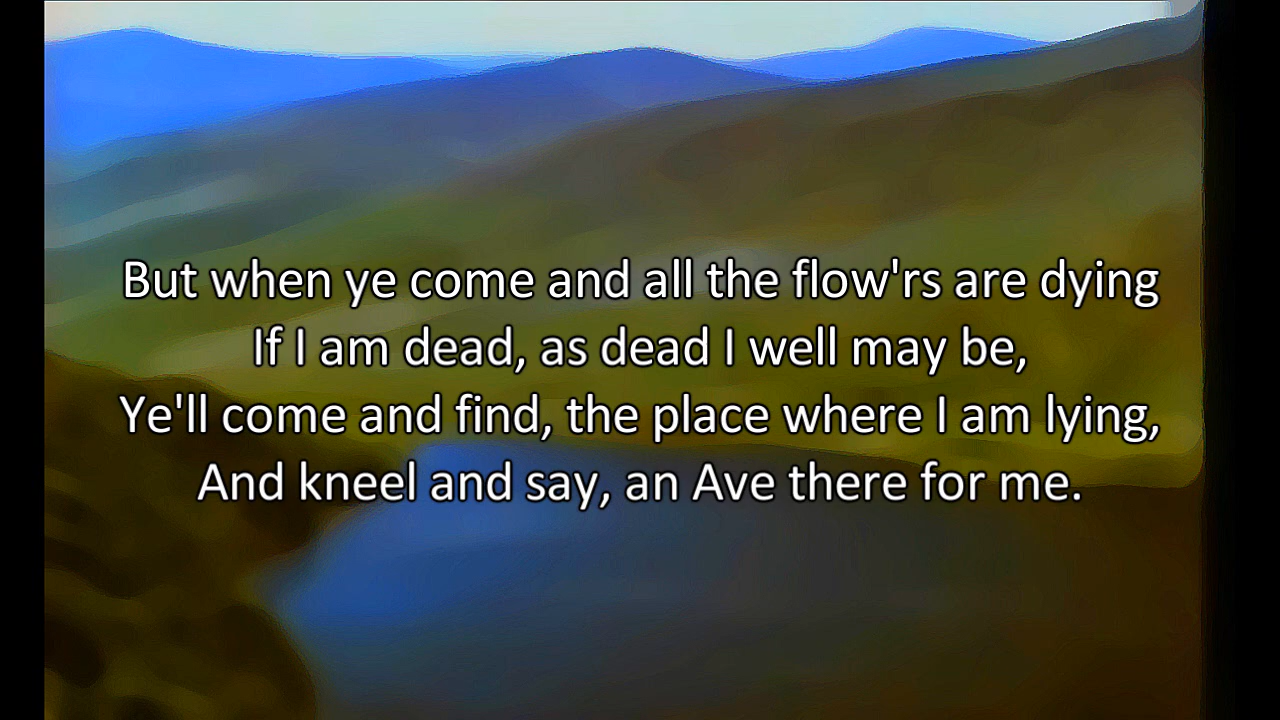 But when ye come and all the flow'rs are dying
If I am dead, as dead I well may be,
Ye'll come and find, the place where I am lying,
And kneel and say, an Ave there for me.